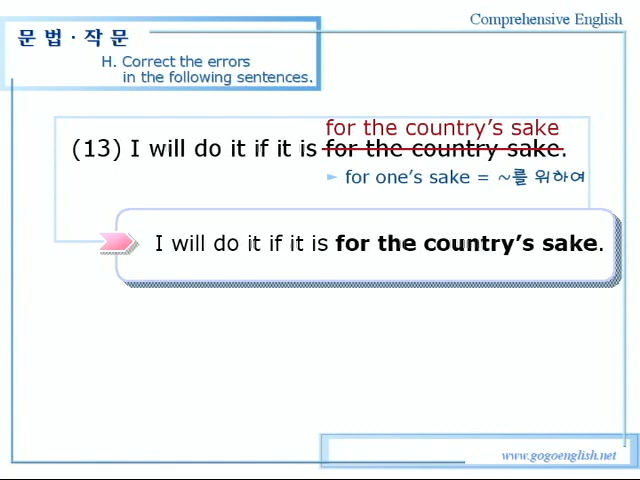 Comprehensive English
문 법 · 작 문
H. Correct the errors
in the following sentences.
for the country's sake
(13) I will do it if it is for the country sake.
► for one's sake = ~를 위하여
I will do it if it is for the country's sake.
www.gogoenglish.net